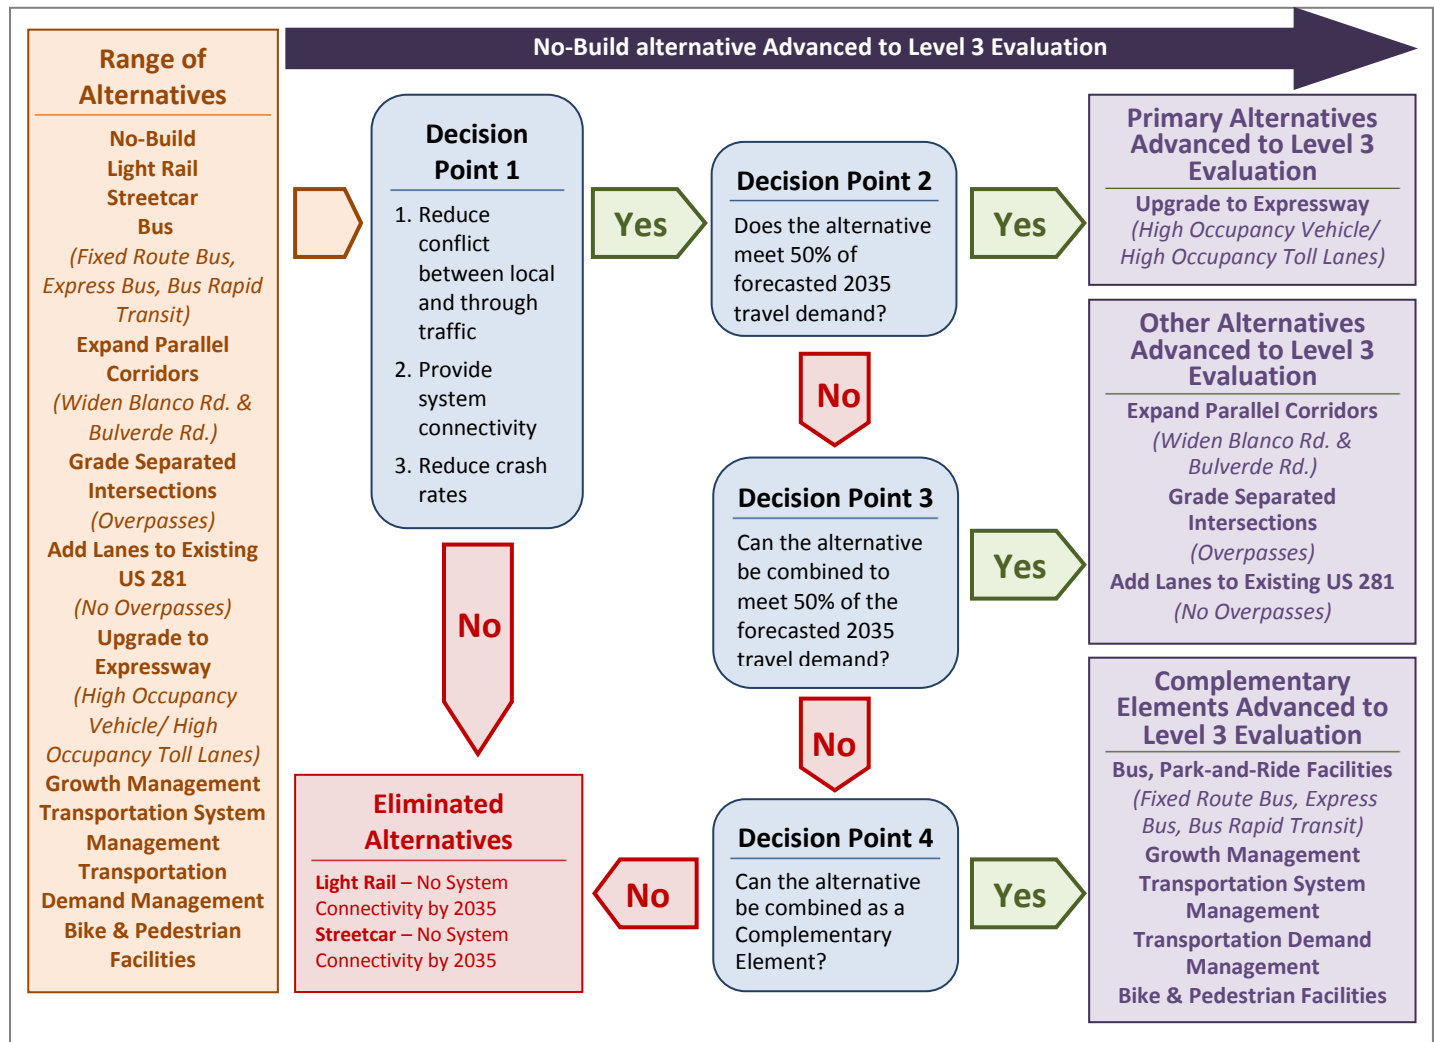 No-Build alternative Advanced to Level 3 Evaluation
Range of
Alternatives
No-Build
Light Rail
Streetcar
Bus
(Fixed Route Bus,
Express Bus, Bus Rapid
Transit)
Expand Parallel
Corridors
(Widen Blanco Rd. &
Bulverde Rd.)
Grade Separated
Intersections
(Overpasses)
Add Lanes to Existing
US 281
(No Overpasses)
Upgrade to
Expressway
(High Occupancy
Vehicle/ High
Occupancy Toll Lanes)
Growth Management
Transportation System
Management
Transportation
Demand Management
Bike & Pedestrian
Facilities
Decision
Point 1
1. Reduce
conflict
between local
and through
traffic
2. Provide
system
connectivity
3. Reduce crash
rates
Yes
No
Decision Point 2
Does the alternative
meet 50% of
forecasted 2035
travel demand?
Yes
No
Decision Point 3
Can the alternative
be combined to
meet 50% of the
forecasted 2035
travel demand?
Yes
No
Decision Point 4
Can the alternative
be combined as a
Complementary
Element?
Yes
No
Eliminated
Alternatives
Light Rail – No System
Connectivity by 2035
Streetcar – No System
Connectivity by 2035
Primary Alternatives
Advanced to Level 3
Evaluation
Upgrade to Expressway
(High Occupancy Vehicle/
High Occupancy Toll Lanes)
Other Alternatives
Advanced to Level 3
Evaluation
Expand Parallel Corridors
(Widen Blanco Rd. &
Bulverde Rd.)
Grade Separated
Intersections
(Overpasses)
Add Lanes to Existing US 281
(No Overpasses)
Complementary
Elements Advanced to
Level 3 Evaluation
Bus, Park-and-Ride Facilities
(Fixed Route Bus, Express
Bus, Bus Rapid Transit)
Growth Management
Transportation System
Management
Transportation Demand
Management
Bike & Pedestrian Facilities